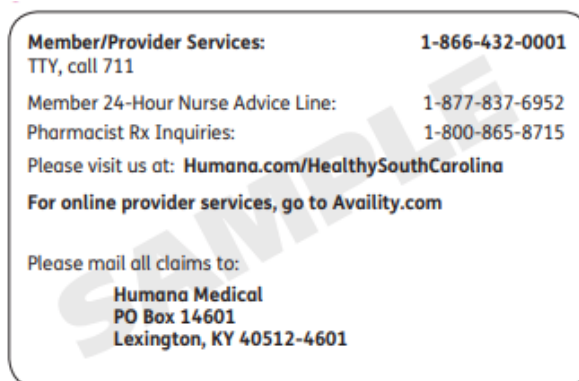 Member/Provider Services: 1-866-432-0001
TTY, call 711
Member 24-Hour Nurse Advice Line: 1-877-837-6952
Pharmacist Rx Inquiries: 1-800-865-8715
Please visit us at: Humana.com/HealthySouthCarolina
For online provider services, go to Availity.com
Please mail all claims to:
Humana Medical
PO Box 14601
Lexington, KY 40512-4601
SAMPLE